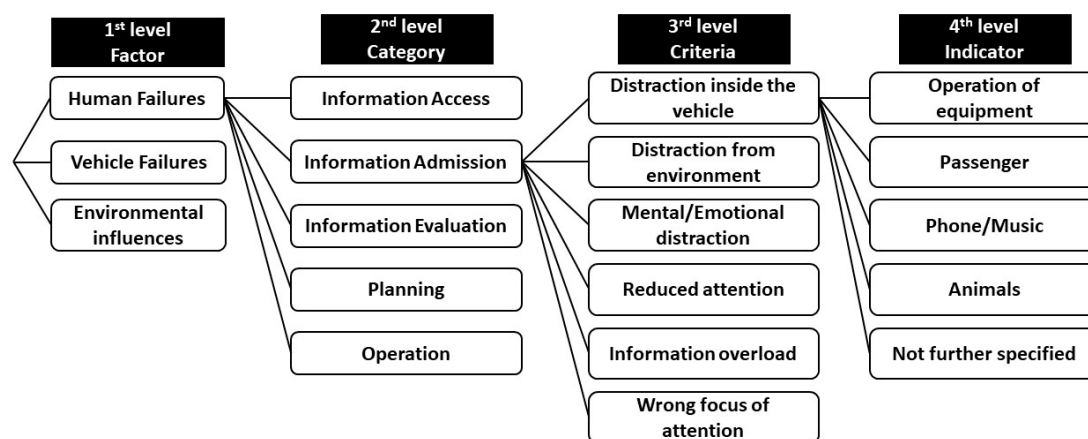 1st level
Factor
2nd level
Category
3rd level
Criteria
4th level
Indicator
Human Failures
Vehicle Failures
Environmental
influences
Information Access
Information Admission
Information Evaluation
Planning
Operation
Distraction inside the
vehicle
Distraction from
environment
Mental/Emotional
distraction
Reduced attention
Information overload
Wrong focus of
attention
Operation of
equipment
Passenger
Phone/Music
Animals
Not further specified